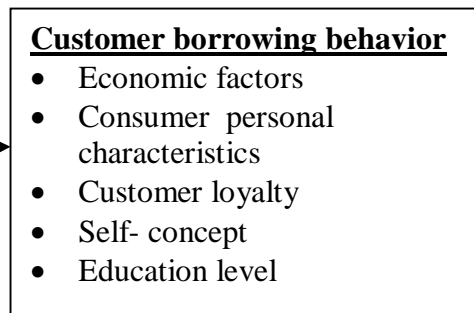 Customer borrowing behavior
• Economic factors
• Consumer personal
characteristics
• Customer loyalty
• Self- concept
• Education level